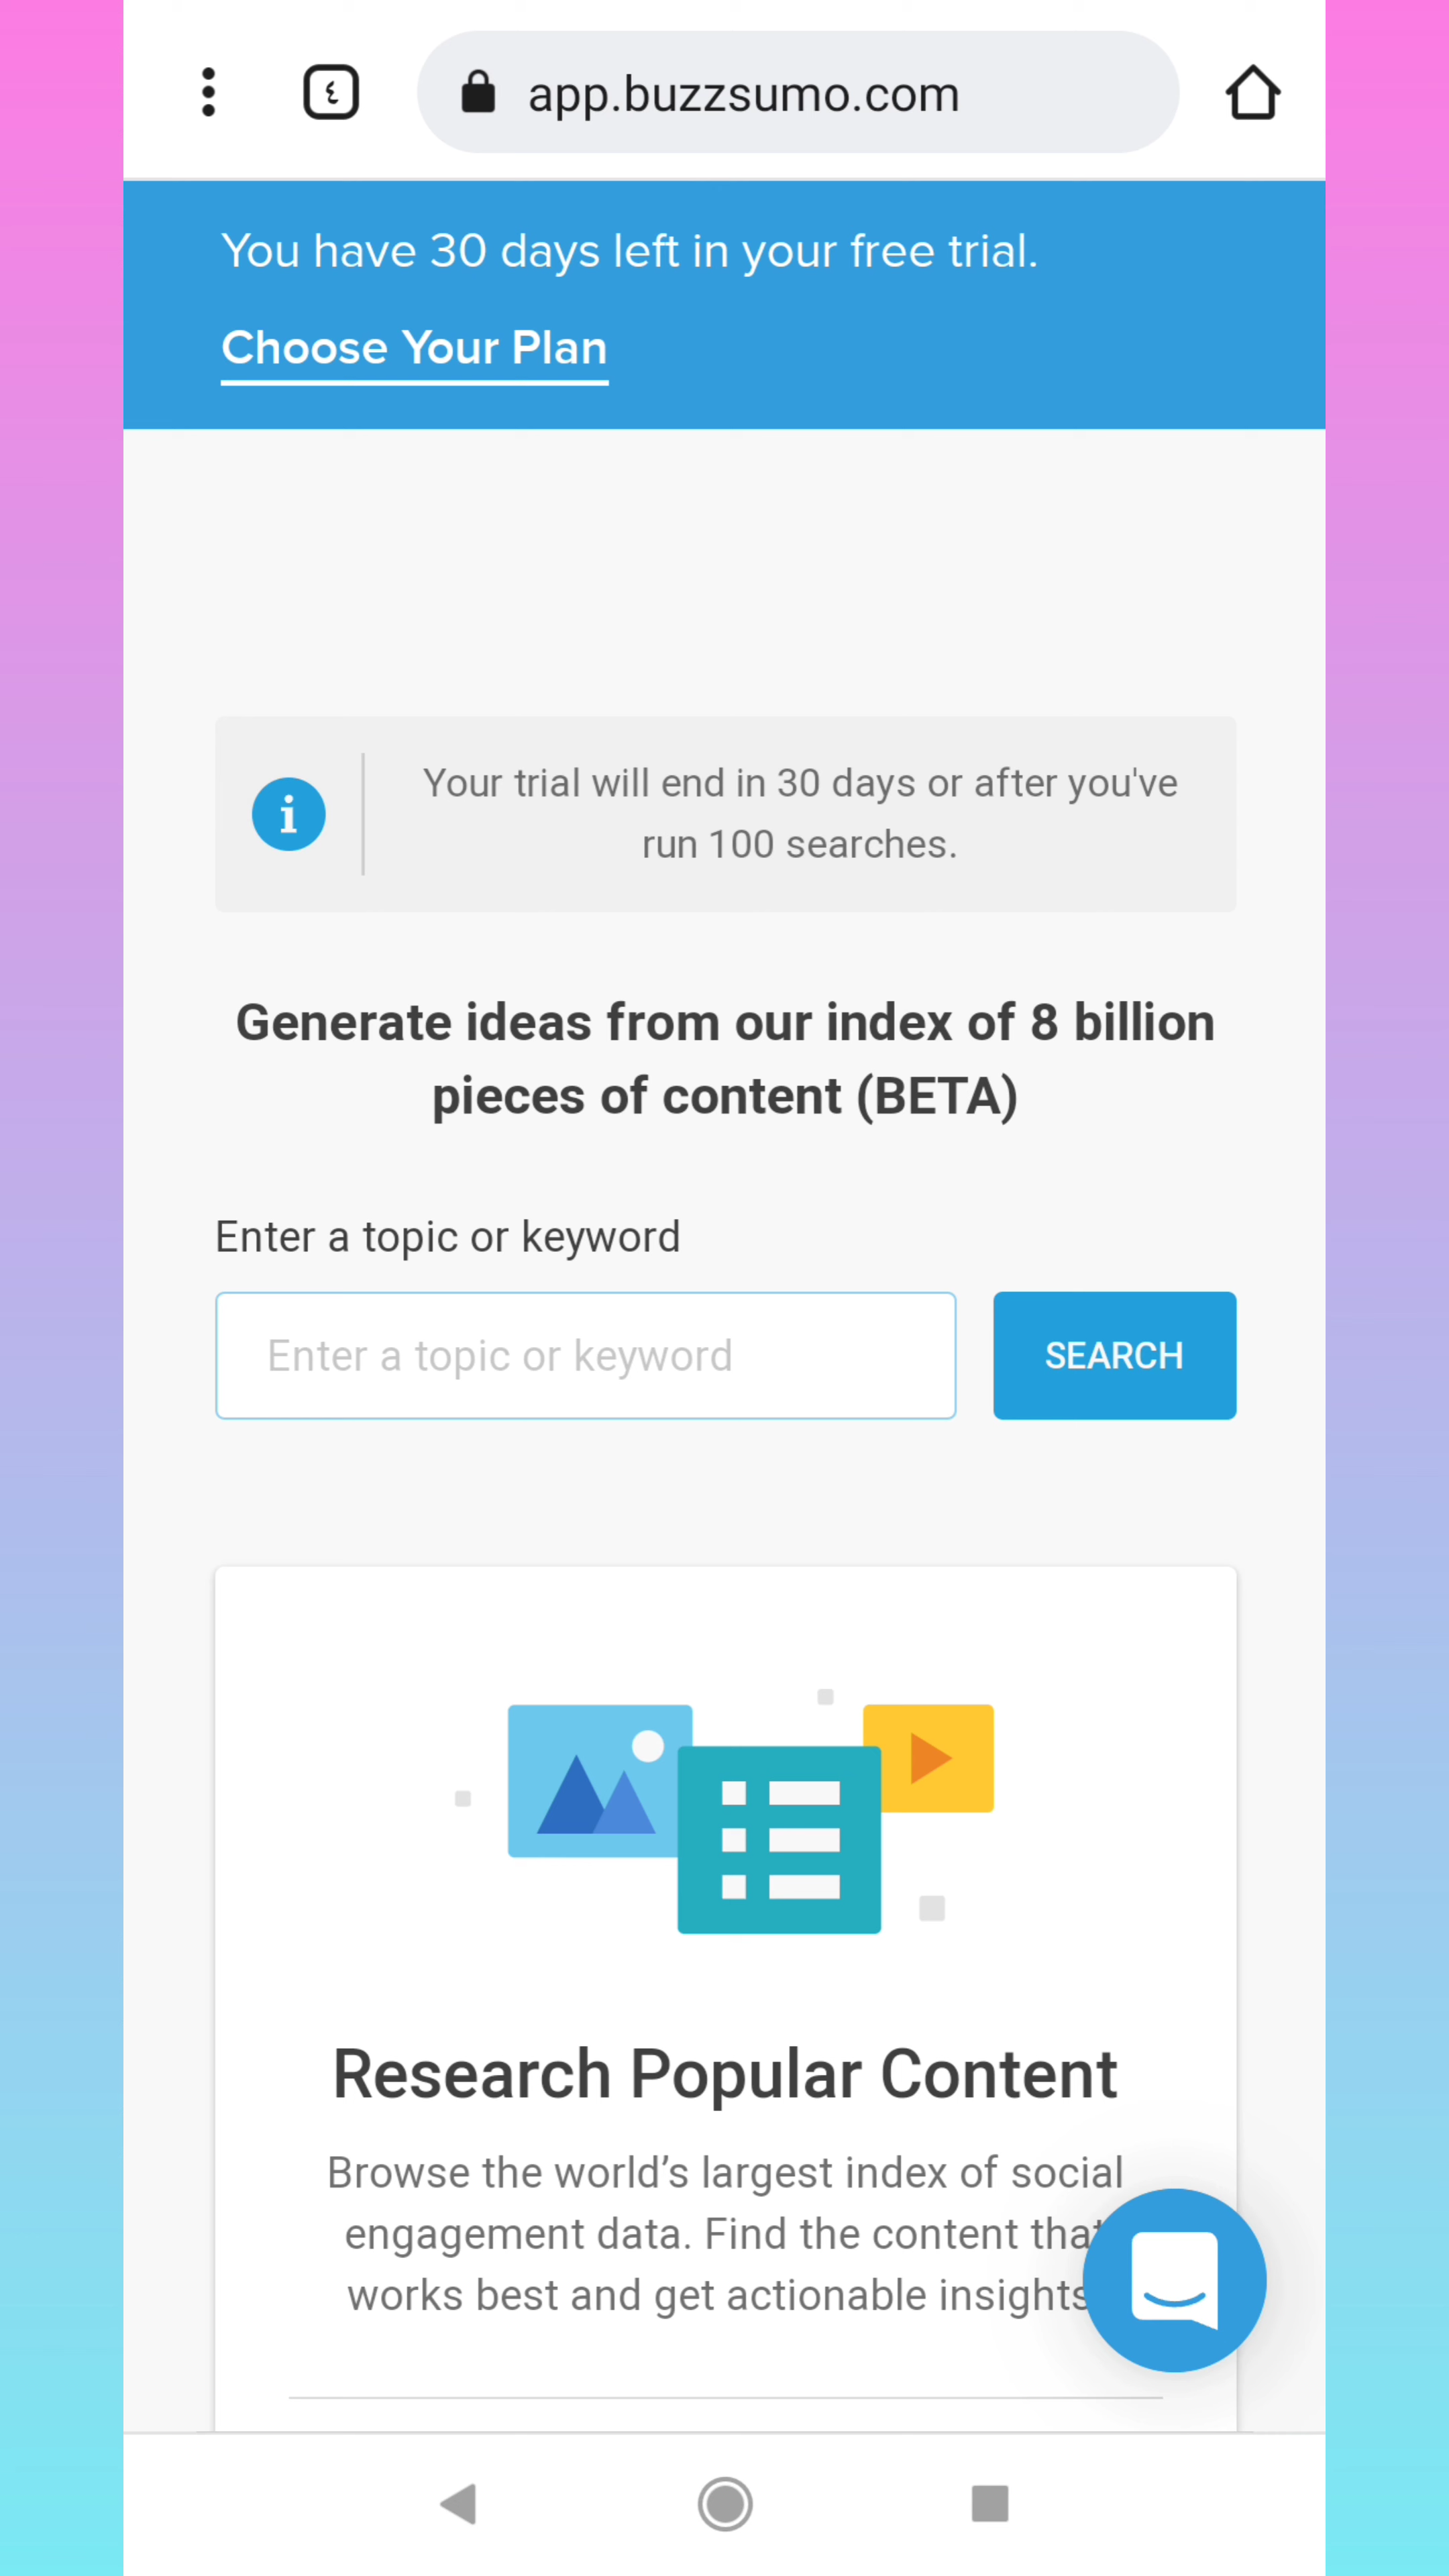 ٤
app.buzzsumo.com
You have 30 days left in your free trial.
Choose Your Plan
i
Your trial will end in 30 days or after you've
run 100 searches.
Generate ideas from our index of 8 billion
pieces of content (BETA)
Enter a topic or keyword
Enter a topic or keyword
SEARCH
Research Popular Content
Browse the world’s largest index of social
engagement data. Find the content that
works best and get actionable insights